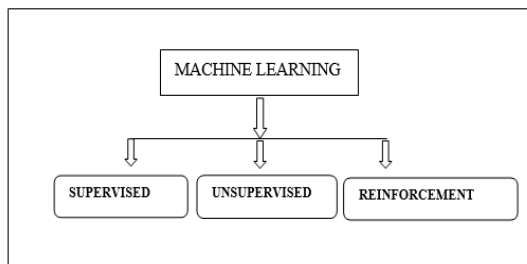 MACHINE LEARNING
SUPERVISED
UNSUPERVISED
REINFORCEMENT